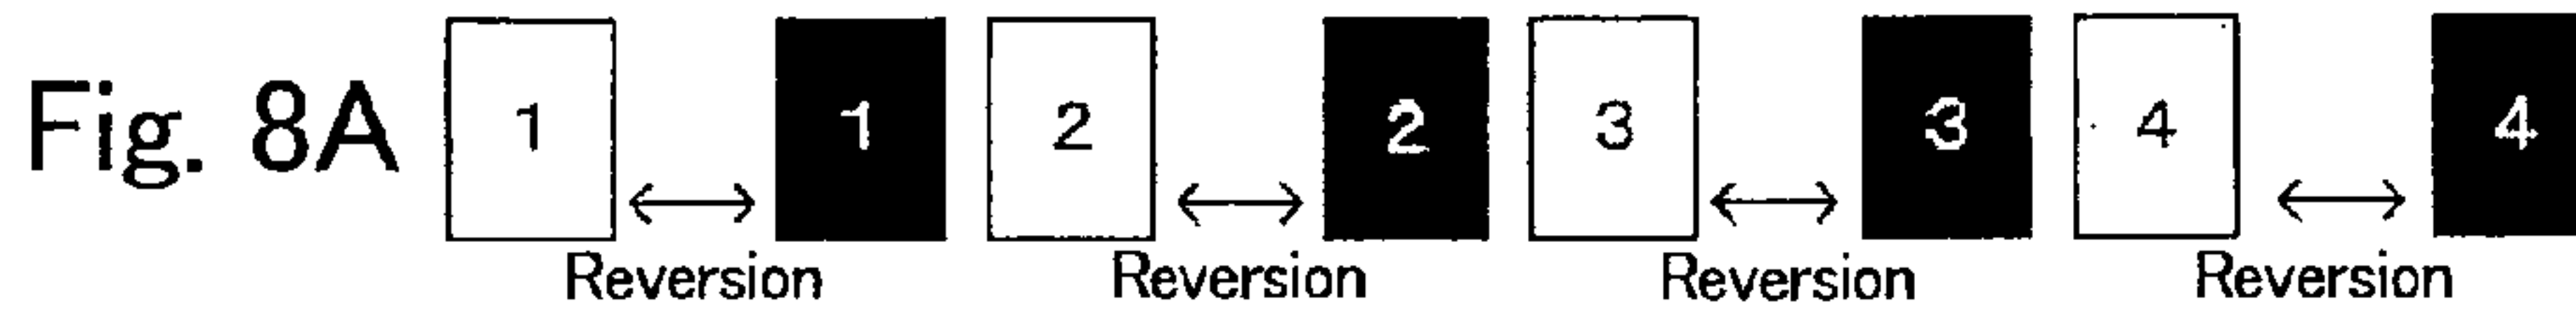 Fig. 8A 1 1 2 2 3 3 4 4
Reversion Reversion Reversion Reversion